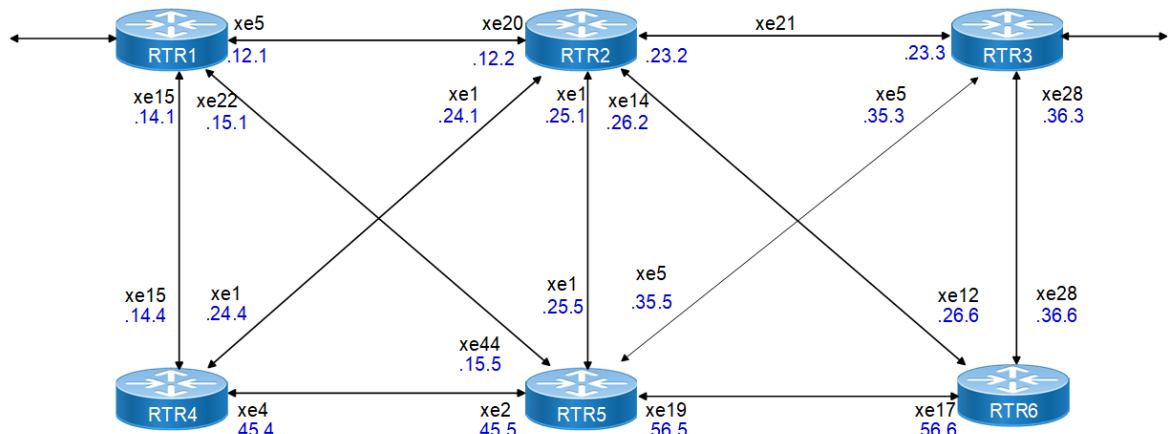 xe5
xe20
xe21
RTR1
RTR2
RTR3
.12.1
.12.2
.23.2
.23.3
xe15
xe22
xe1
xe1
xe14
xe5
xe28
.14.1
.15.1
.24.1
.25.1
.26.2
.35.3
.36.3
xe15
xe1
xe1
xe5
xe12
xe28
.14.4
.24.4
.25.5
.35.5
.26.6
.36.6
xe44
.15.5
RTR4
RTR5
RTR6
xe4
xe2
xe19
xe17
45.4
45.5
56.5
56.6